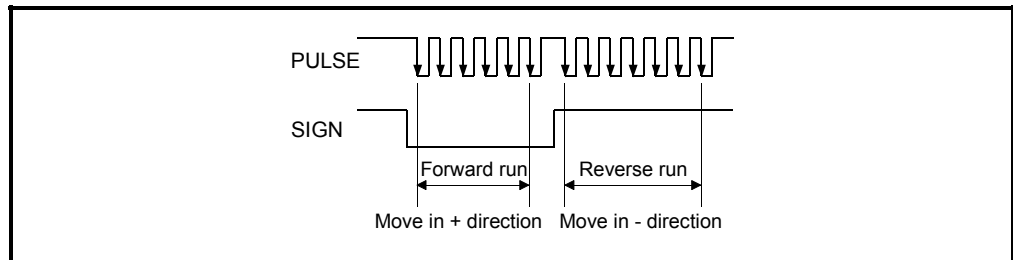 PULSE
SIGN
Forward run
Reverse run
Move in + direction
Move in - direction